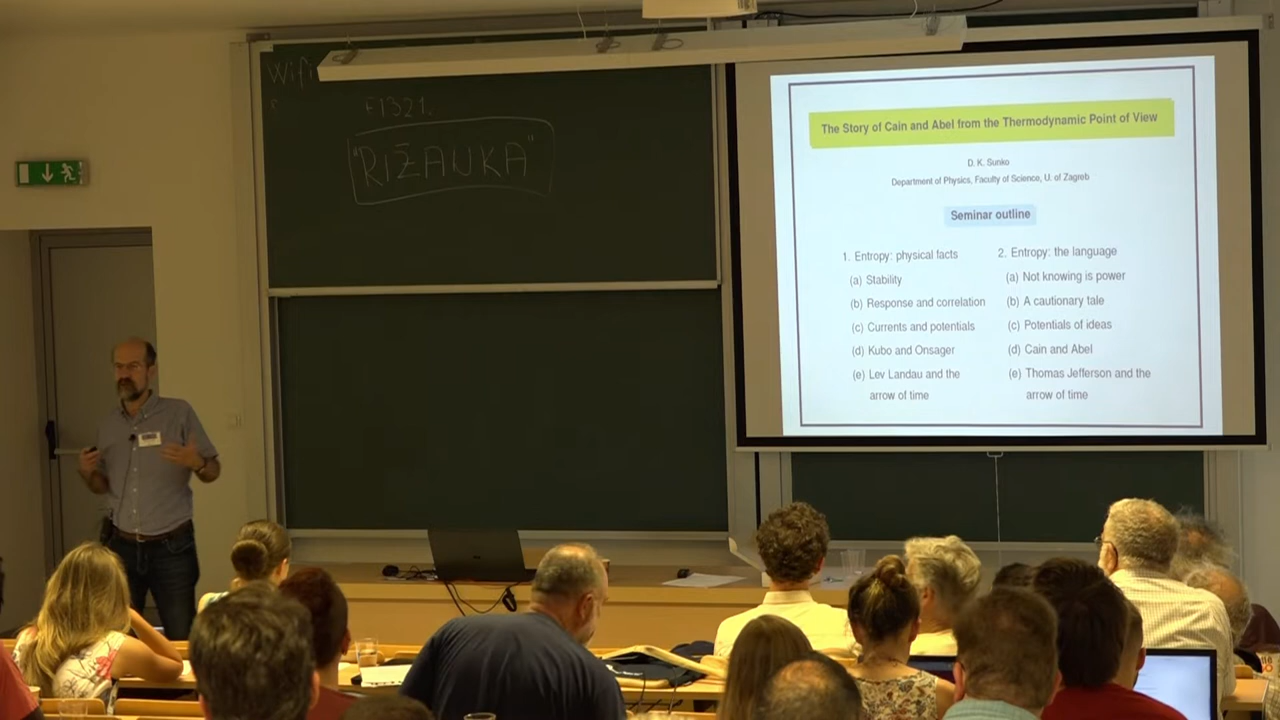 Wifi
F1321.
"RIŽAUKA"
The Story of Cain and Abel from the Thermodynamic Point of View
D. K. Sunko
Department of Physics, Faculty of Science, U. of Zagreb
Seminar outline
1. Entropy: physical facts
(a) Stability
(b) Response and correlation
(c) Currents and potentials
(d) Kubo and Onsager
(e) Lev Landau and the
arrow of time
2. Entropy: the language
(a) Not knowing is power
(b) A cautionary tale
(c) Potentials of ideas
(d) Cain and Abel
(e) Thomas Jefferson and the
arrow of time